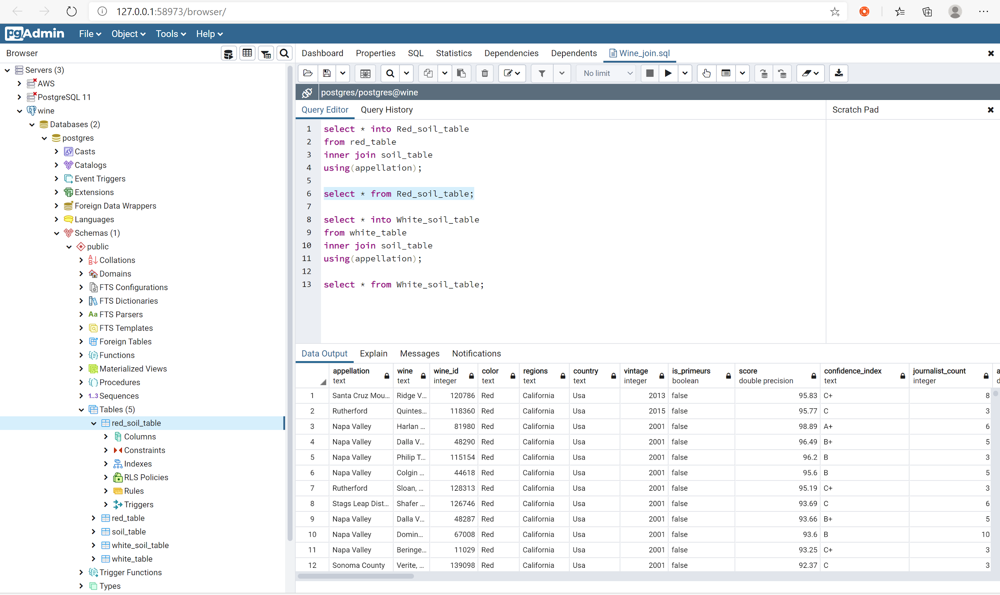 127.0.0.1:58973/browser/
pgAdmin File Object Tools Help
Browser
Dashboard Properties SQL Statistics Dependencies Dependents Wine_join.sql
Servers (3)
AWS
PostgreSQL 11
wine
Databases (2)
postgres
Casts
Catalogs
Event Triggers
Extensions
Foreign Data Wrappers
Languages
Schemas (1)
public
Collations
Domains
FTS Configurations
FTS Dictionaries
Aa FTS Parsers
FTS Templates
Foreign Tables
Functions
Materialized Views
Procedures
1..3 Sequences
Tables (5)
red_soil_table
Columns
Constraints
Indexes
RLS Policies
Rules
Triggers
red_table
soil_table
white_soil_table
white_table
Trigger Functions
Types
No limit
postgres/postgres@wine
Query Editor Query History
Scratch Pad
1 select * into Red_soil_table
2 from red_table
3 inner join soil_table
4 using(appellation);
5
6 select * from Red_soil_table;
7
8 select * into White_soil_table
9 from white_table
10 inner join soil_table
11 using(appellation);
12
13 select * from White_soil_table;
Data Output Explain Messages Notifications
appellation wine wine_id color regions country vintage is_primeurs score confidence_index journalist_count
text text integer text text text integer boolean double precision text integer
1 Santa Cruz Mou... Ridge V... 120786 Red California Usa 2013 false 95.83 C+ 8
2 Rutherford Quintes... 118360 Red California Usa 2015 false 95.77 C 3
3 Napa Valley Harlan ... 81980 Red California Usa 2001 false 98.89 A+ 6
4 Napa Valley Dalla V... 48290 Red California Usa 2001 false 96.49 B+ 5
5 Napa Valley Philip T... 115154 Red California Usa 2001 false 96.2 B 3
6 Napa Valley Colgin ... 44618 Red California Usa 2001 false 95.6 B 5
7 Rutherford Sloan, ... 128313 Red California Usa 2001 false 95.19 C+ 3
8 Stags Leap Dist... Shafer ... 126746 Red California Usa 2001 false 93.69 C 6
9 Napa Valley Dalla V... 48287 Red California Usa 2001 false 93.66 B+ 5
10 Napa Valley Domin... 67008 Red California Usa 2001 false 93.6 B 10
11 Napa Valley Beringe... 11029 Red California Usa 2001 false 93.25 C+ 3
12 Sonoma County Verite, ... 139098 Red California Usa 2001 false 92.37 C 3